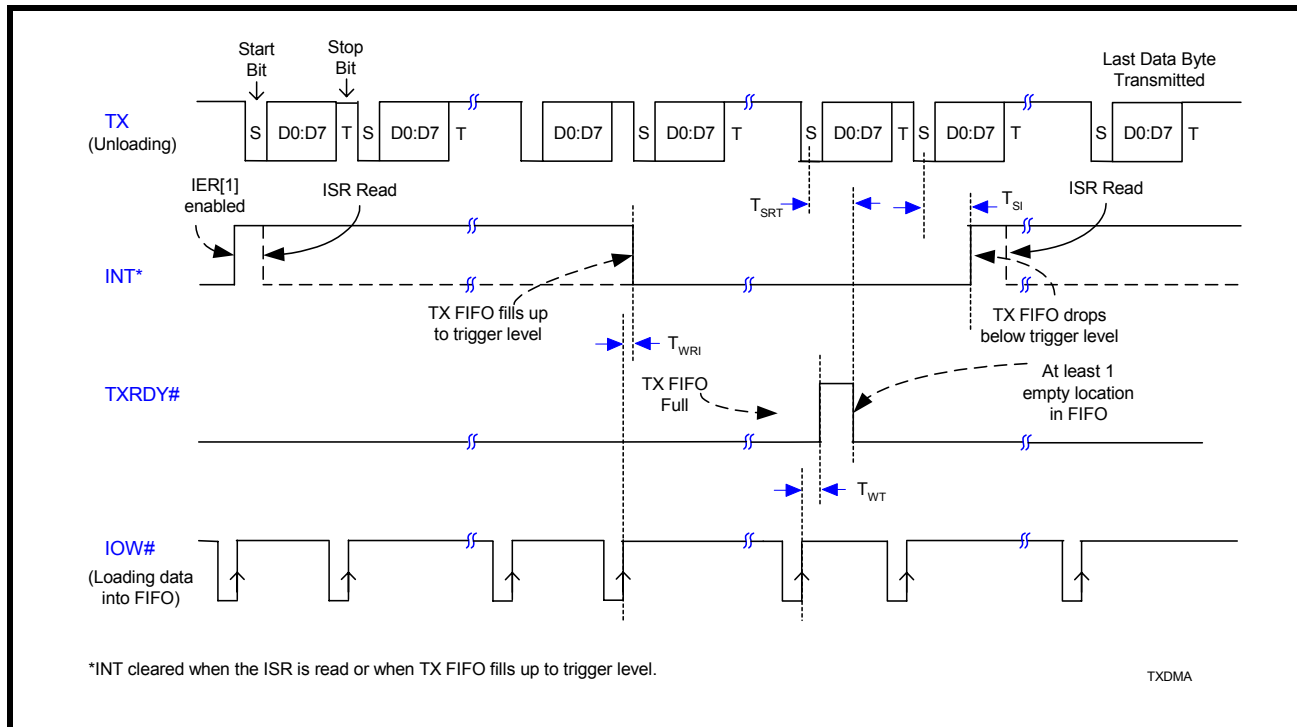 Start
Bit
Stop
Bit
Last Data Byte
Transmitted
TX
(Unloading)
S D0:D7 T S D0:D7 T D0:D7 S D0:D7 T S D0:D7 T S D0:D7 T S D0:D7 T
IER[1]
enabled
ISR Read
TSRT
TSI
ISR Read
INT*
TX FIFO fills up
to trigger level
TX FIFO drops
below trigger level
TWRI
TXRDY#
TX FIFO
Full
At least 1
empty location
in FIFO
TWT
IOW#
(Loading data
into FIFO)
*INT cleared when the ISR is read or when TX FIFO fills up to trigger level.
TXDMA